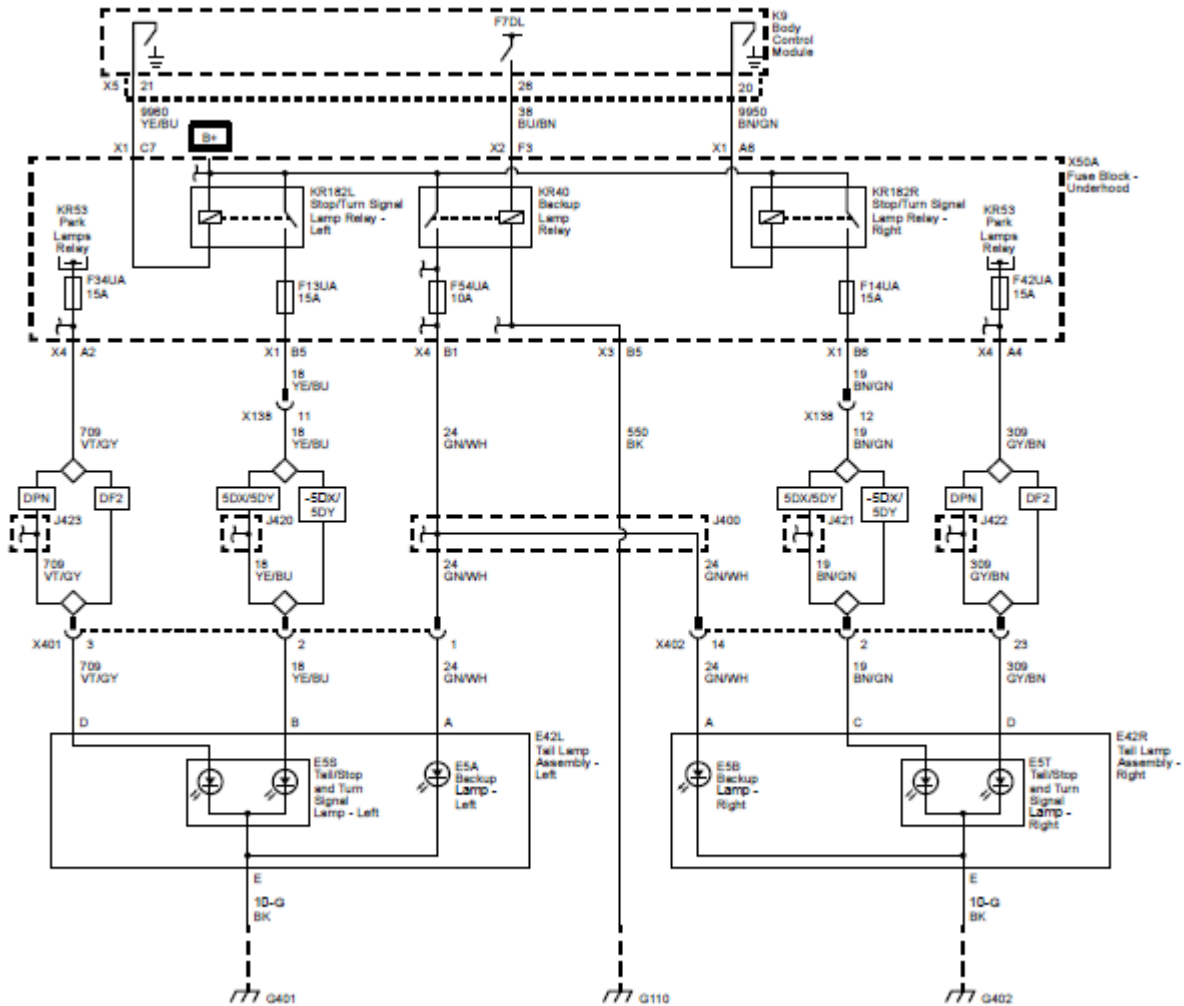 F7DL
K9
Body
Control
Module
X5 21 28 20
9960
YE/BU
38
BU/BN
9950
BN/GN
B+
X1 C7 X2 F3 X1 A8
X50A
Fuse Block -
Underhood
KR53
Park
Lamps
Relay
KR182L
Stop/Turn Signal
Lamp Relay -
Left
KR40
Backup
Lamp
Relay
KR182R
Stop/Turn Signal
Lamp Relay -
Right
KR53
Park
Lamps
Relay
F34UA
15A
F13UA
15A
F54UA
10A
F14UA
15A
F42UA
15A
X4 A2 X1 B5 X4 B1 X3 B5 X1 B6 X4 A4
18
YE/BU
19
BN/GN
X138 11 X138 12
709
VT/GY
18
YE/BU
24
GN/WH
550
BK
19
BN/GN
309
GY/BN
DPN DF2
5DX/5DY
-5DX/
5DY
5DX/5DY
-5DX/
5DY
DPN DF2
J423 J420 J400 J421 J422
709
VT/GY
18
YE/BU
24
GN/WH
24
GN/WH
19
BN/GN
309
GY/BN
X401 3 2 1 X402 14 2 23
709
VT/GY
18
YE/BU
24
GN/WH
24
GN/WH
19
BN/GN
309
GY/BN
D B A A C D
E42L
Tail Lamp
Assembly -
Left
E42R
Tail Lamp
Assembly -
Right
E5S
Tail/Stop
and Turn
Signal
Lamp - Left
E5A
Backup
Lamp -
Left
E5B
Backup
Lamp -
Right
E5T
Tail/Stop
and Turn
Signal
Lamp -
Right
E E
10-G
BK
10-G
BK
G401 G110 G402